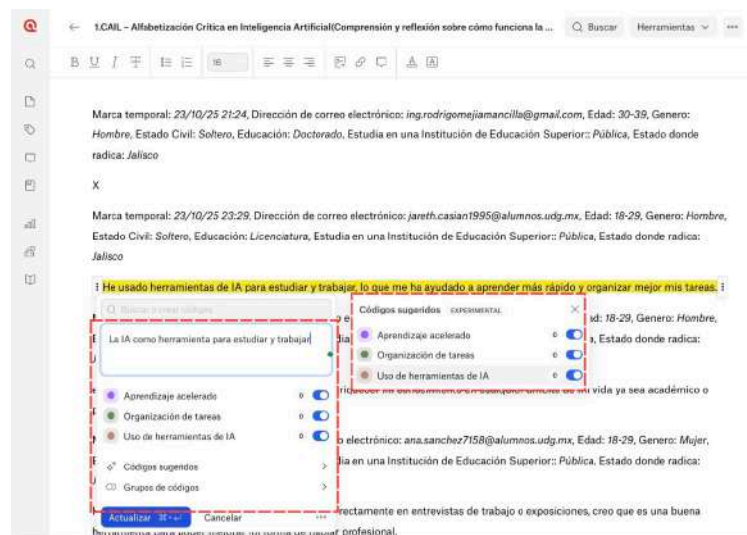 1.CAIL – Alfabetización Crítica en Inteligencia Artificial(Comprensión y reflexión sobre cómo funciona la ...
Buscar
Herramientas
B U I T
16
Marca temporal: 23/10/25 21:24, Dirección de correo electrónico: ing.rodrigomejiamancilla@gmail.com, Edad: 30-39, Genero:
Hombre, Estado Civil: Soltero, Educación: Doctorado, Estudia en una Institución de Educación Superior:: Pública, Estado donde
radica: Jalisco
X
Marca temporal: 23/10/25 23:29, Dirección de correo electrónico: jareth.casian1995@alumnos.udg.mx, Edad: 18-29, Genero: Hombre,
Estado Civil: Soltero, Educación: Licenciatura, Estudia en una Institución de Educación Superior:: Pública, Estado donde radica:
Jalisco
He usado herramientas de IA para estudiar y trabajar, lo que me ha ayudado a aprender más rápido y organizar mejor mis tareas.
Buscar o crear códigos
La IA como herramienta para estudiar y trabajar
Aprendizaje acelerado 0
Organización de tareas 0
Uso de herramientas de IA 0
Códigos sugeridos
Grupos de códigos
Actualizar
Cancelar
Códigos sugeridos EXPERIMENTAL
Aprendizaje acelerado 0
Organización de tareas 0
Uso de herramientas de IA 0
18-29, Genero: Hombre,
Estado donde radica:
vida ya sea académico o
electrónico: ana.sanchez7158@alumnos.udg.mx, Edad: 18-29, Genero: Mujer,
en una Institución de Educación Superior:: Pública, Estado donde radica:
en entrevistas de trabajo o exposiciones, creo que es una buena
herramienta para poder mejorar mi forma de hablar profesional.